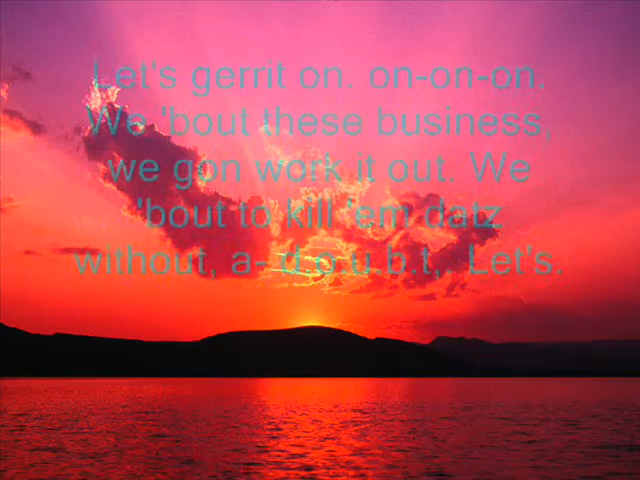 Let's gerrit on. on-on-on.
We 'bout these business,
we gon work it out. We
'bout to kill 'em datz
without, a- d.o.u.b.t,. Let's.